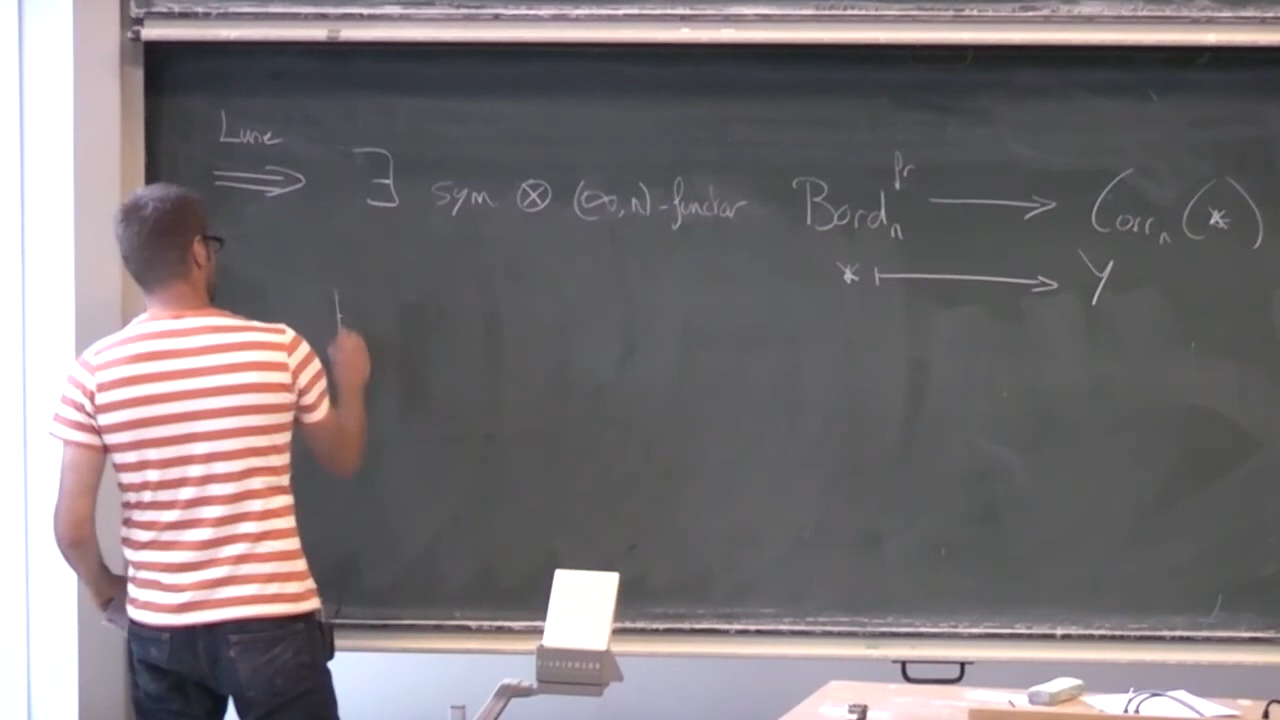 Lurie
⟹ ∃ sym ⊗ (∞,n)-functor Bord_n^fr ⟶ Corr_n(*)
* ⟼ Y